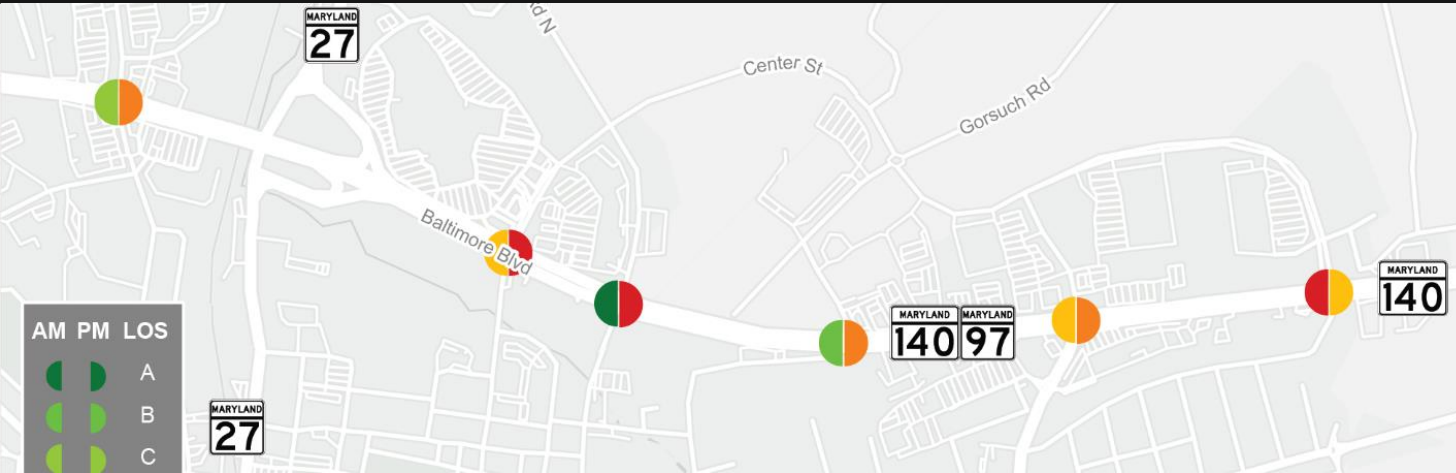 MARYLAND
27
nd N
Center St
Gorsuch Rd
Baltimore Blvd
MARYLAND
140
MARYLAND
140
MARYLAND
97
AM PM LOS
A
B
C
MARYLAND
27